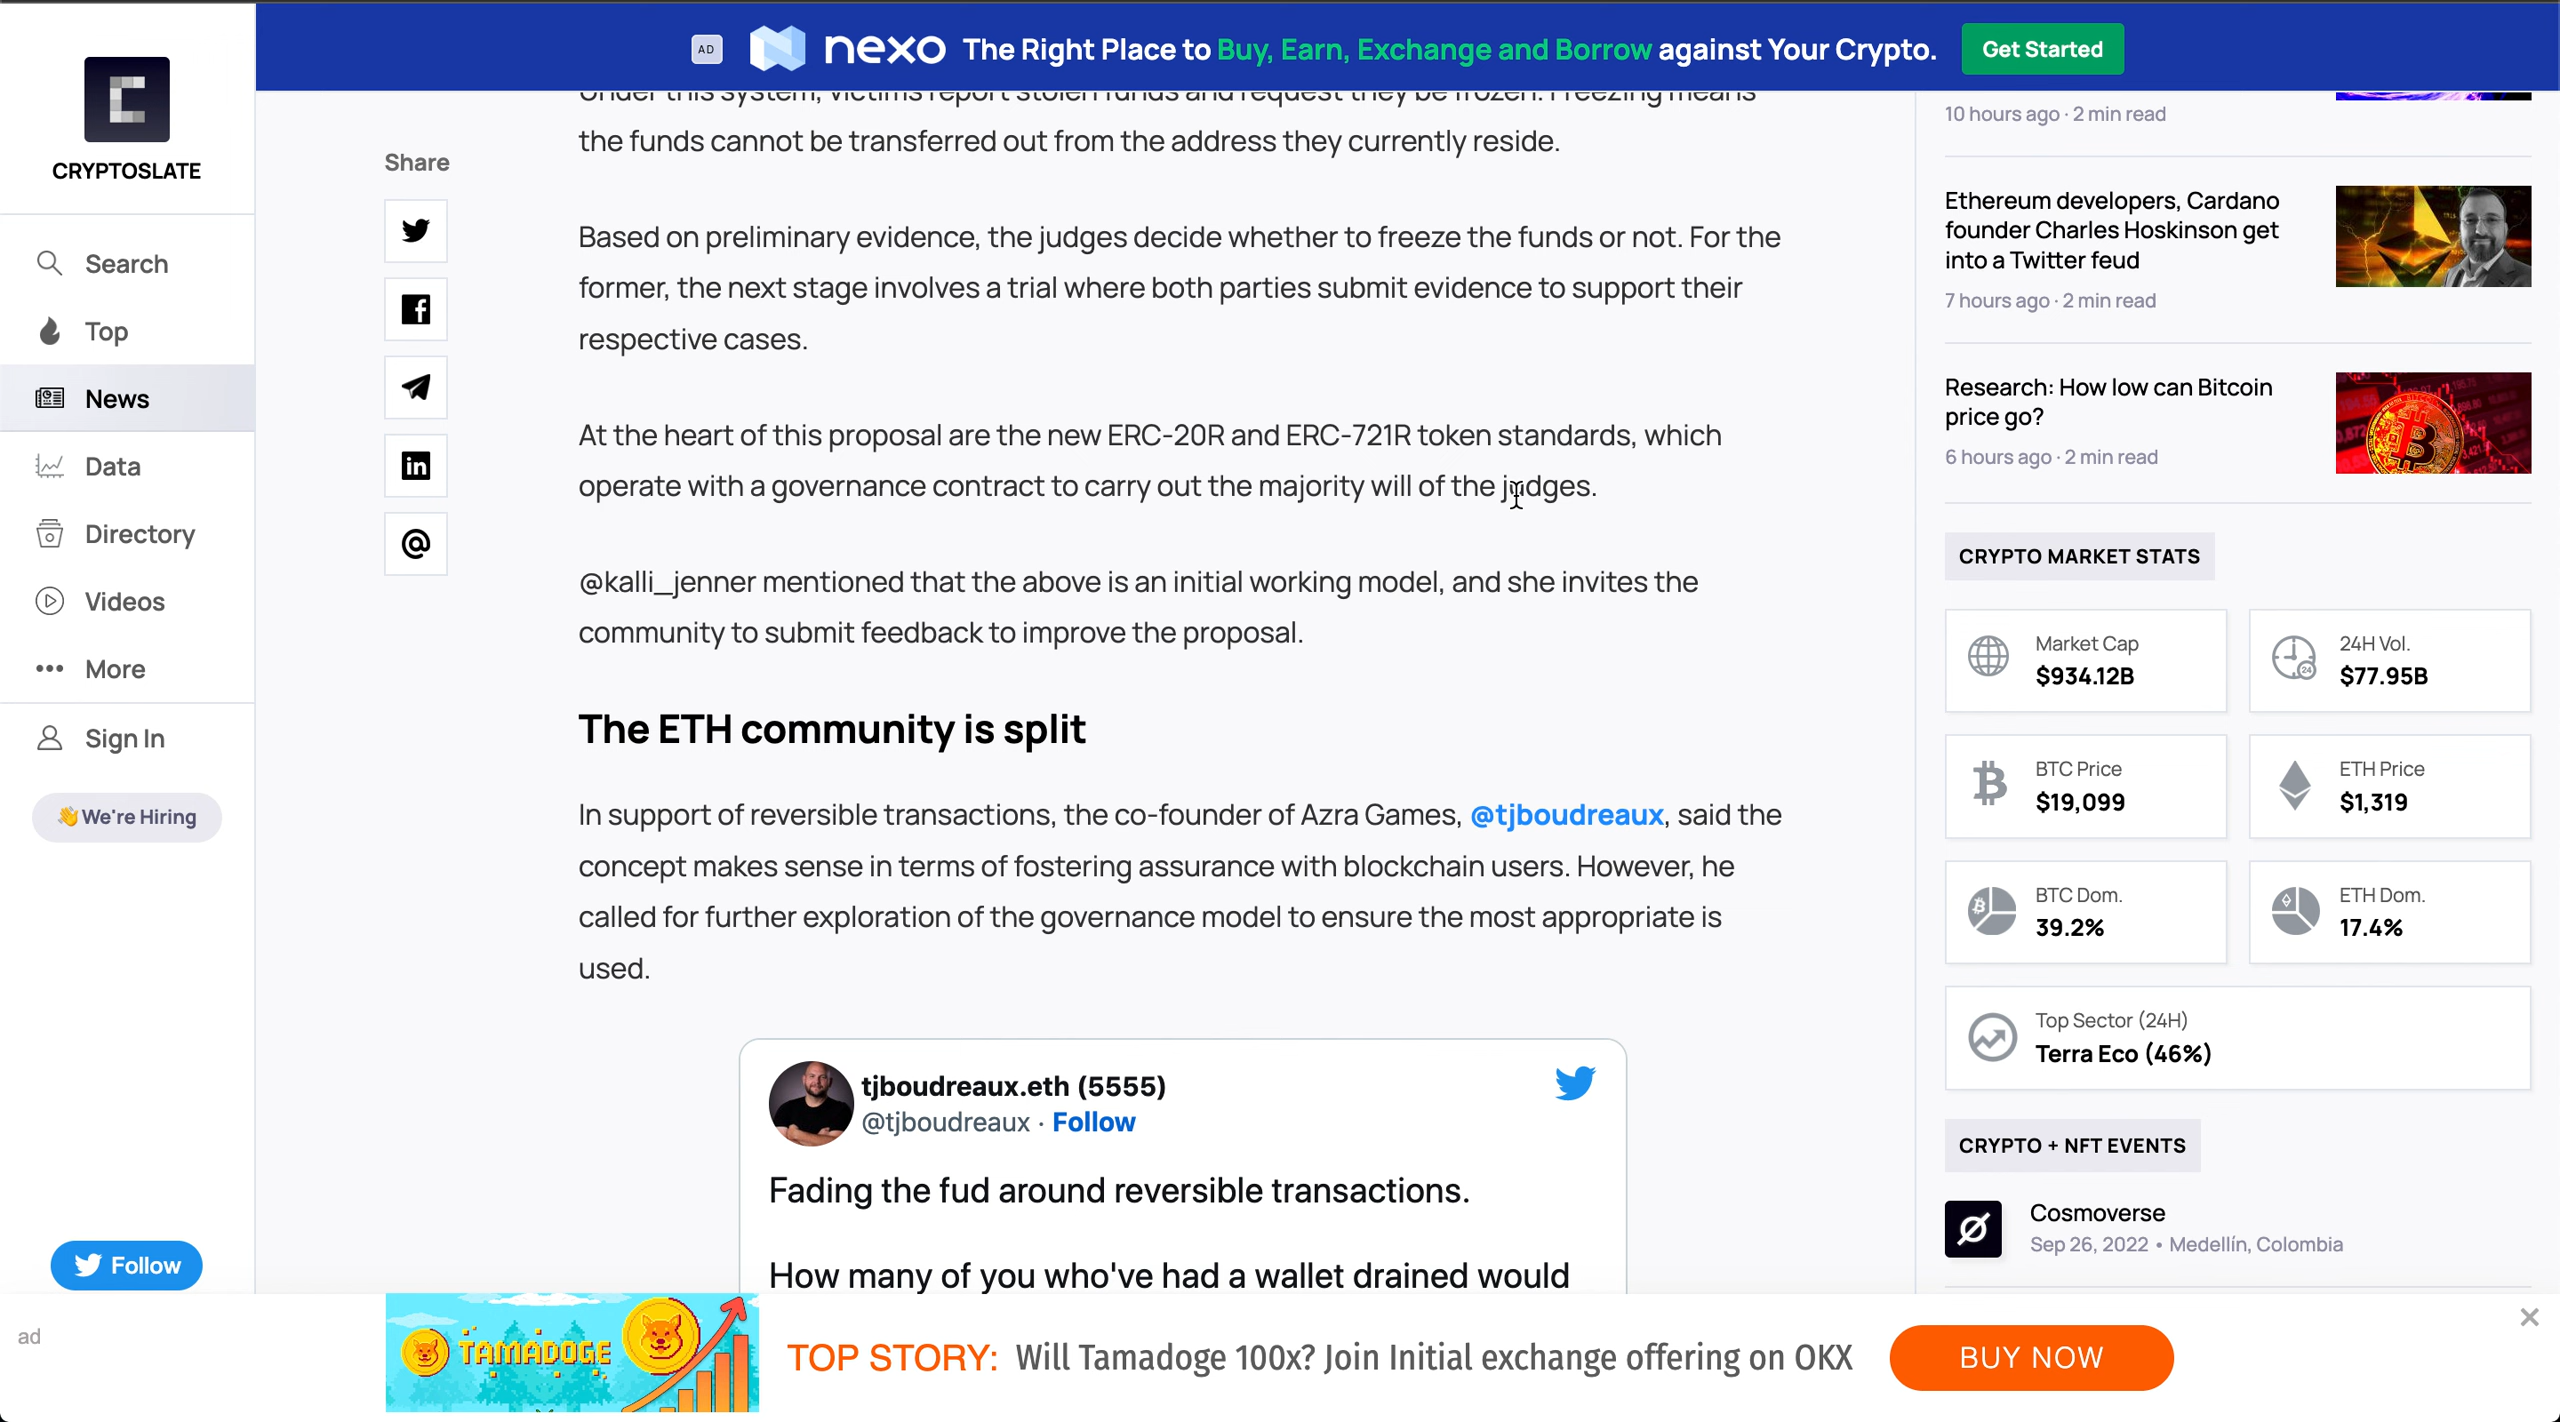 AD
nexo The Right Place to Buy, Earn, Exchange and Borrow against Your Crypto.
Get Started
CRYPTOSLATE
Search
Top
News
Data
Directory
Videos
More
Sign In
👋 We're Hiring
Follow
Share
Under this system, victims report stolen funds and request they be frozen. Freezing means
the funds cannot be transferred out from the address they currently reside.
Based on preliminary evidence, the judges decide whether to freeze the funds or not. For the
former, the next stage involves a trial where both parties submit evidence to support their
respective cases.
At the heart of this proposal are the new ERC-20R and ERC-721R token standards, which
operate with a governance contract to carry out the majority will of the judges.
@kalli_jenner mentioned that the above is an initial working model, and she invites the
community to submit feedback to improve the proposal.
The ETH community is split
In support of reversible transactions, the co-founder of Azra Games, @tjboudreaux, said the
concept makes sense in terms of fostering assurance with blockchain users. However, he
called for further exploration of the governance model to ensure the most appropriate is
used.
tjboudreaux.eth (5555)
@tjboudreaux · Follow
Fading the fud around reversible transactions.
How many of you who've had a wallet drained would
10 hours ago · 2 min read
Ethereum developers, Cardano
founder Charles Hoskinson get
into a Twitter feud
7 hours ago · 2 min read
Research: How low can Bitcoin
price go?
6 hours ago · 2 min read
CRYPTO MARKET STATS
Market Cap
$934.12B
24H Vol.
$77.95B
BTC Price
$19,099
ETH Price
$1,319
BTC Dom.
39.2%
ETH Dom.
17.4%
Top Sector (24H)
Terra Eco (46%)
CRYPTO + NFT EVENTS
Cosmoverse
Sep 26, 2022 • Medellín, Colombia
ad
TAMADOGE
TOP STORY: Will Tamadoge 100x? Join Initial exchange offering on OKX
BUY NOW